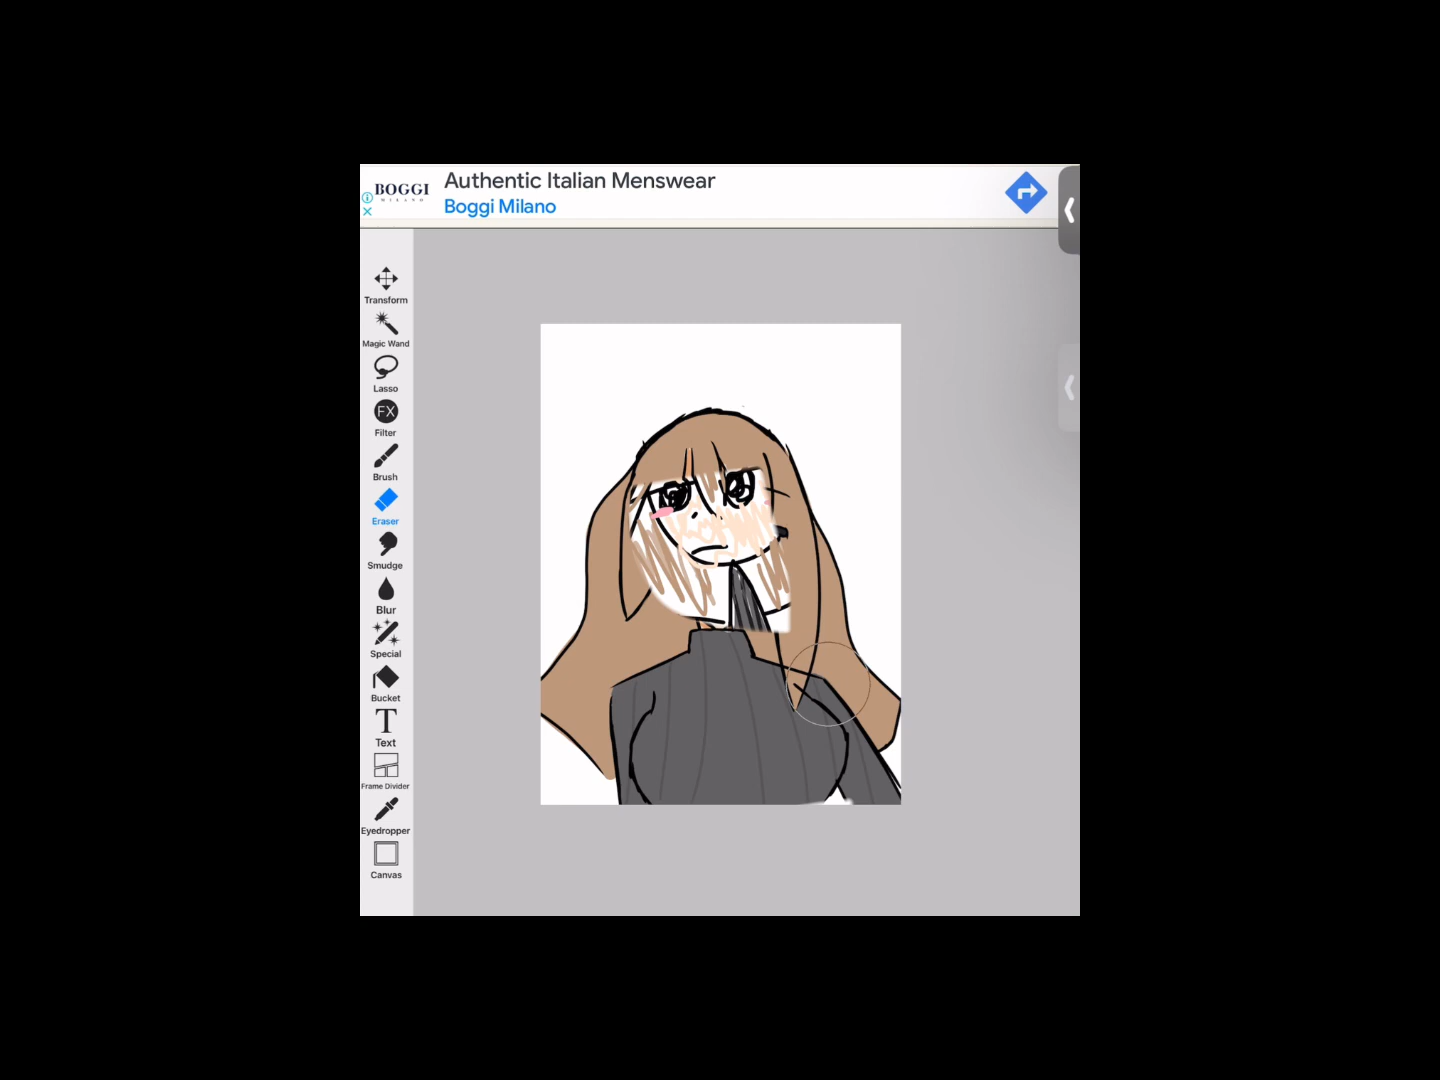 BOGGI
MILANO
Authentic Italian Menswear
Boggi Milano
Transform
Magic Wand
Lasso
FX
Filter
Brush
Eraser
Smudge
Blur
Special
Bucket
T
Text
Frame Divider
Eyedropper
Canvas